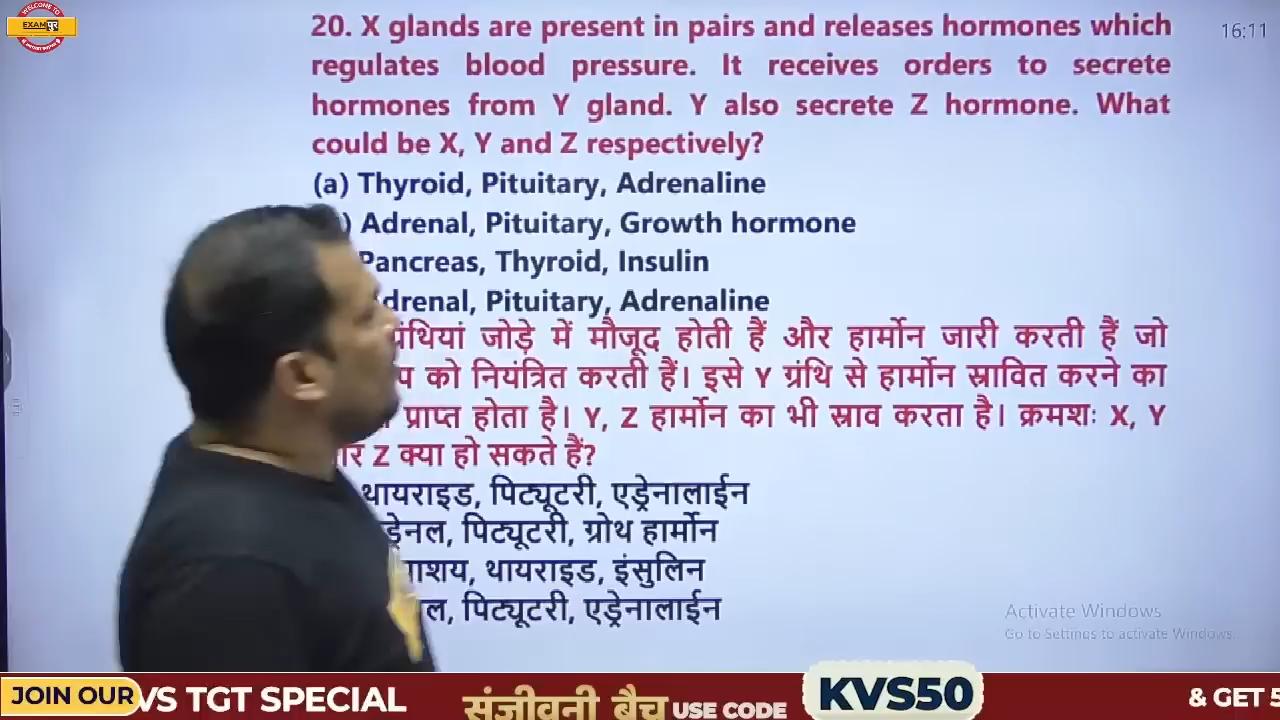 WELCOME TO
EXAM पुर
16:11
20. X glands are present in pairs and releases hormones which
regulates blood pressure. It receives orders to secrete
hormones from Y gland. Y also secrete Z hormone. What
could be X, Y and Z respectively?
(a) Thyroid, Pituitary, Adrenaline
) Adrenal, Pituitary, Growth hormone
Pancreas, Thyroid, Insulin
Adrenal, Pituitary, Adrenaline
ग्रंथियां जोड़े में मौजूद होती हैं और हार्मोन जारी करती हैं जो
को नियंत्रित करती हैं। इसे Y ग्रंथि से हार्मोन स्रावित करने का
प्राप्त होता है। Y, Z हार्मोन का भी स्राव करता है। क्रमशः X, Y
Z क्या हो सकते हैं?
थायराइड, पिट्यूटरी, एड्रेनालाईन
पिट्यूटरी, ग्रोथ हार्मोन
थायराइड, इंसुलिन
पिट्यूटरी, एड्रेनालाईन
Activate Windows
Go to Settings to activate Windows.
JOIN OUR VS TGT SPECIAL संजीवनी बैच USE CODE KVS50 & GET 5